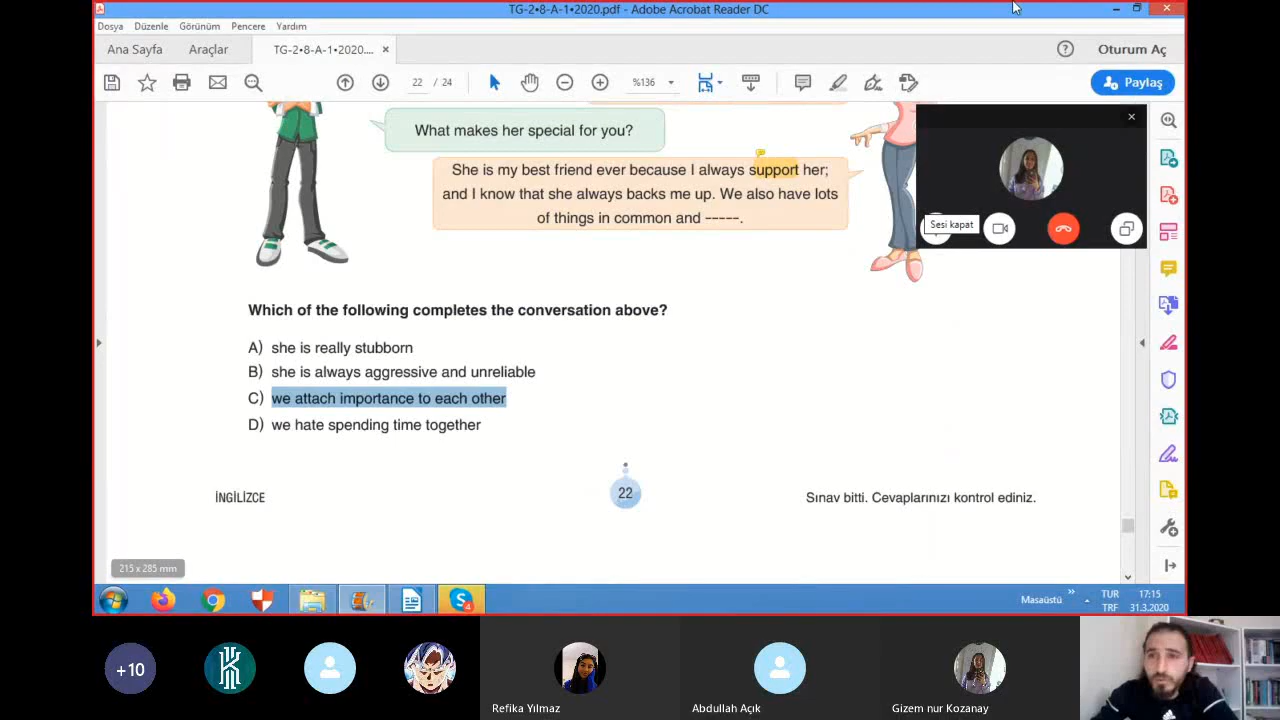 TG-2•8-A-1•2020.pdf - Adobe Acrobat Reader DC
Dosya Düzenle Görünüm Pencere Yardım
Ana Sayfa Araçlar TG-2•8-A-1•2020.... × Oturum Aç
22 / 24 %136 Paylaş
What makes her special for you?
She is my best friend ever because I always support her;
and I know that she always backs me up. We also have lots
of things in common and -----.
Sesi kapat
Which of the following completes the conversation above?
A) she is really stubborn
B) she is always aggressive and unreliable
C) we attach importance to each other
D) we hate spending time together
İNGİLİZCE
22
Sınav bitti. Cevaplarınızı kontrol ediniz.
215 x 285 mm
Masaüstü
TUR 17:15
TRF 31.3.2020
4
+10
Refika Yılmaz
Abdullah Açık
Gizem nur Kozanay